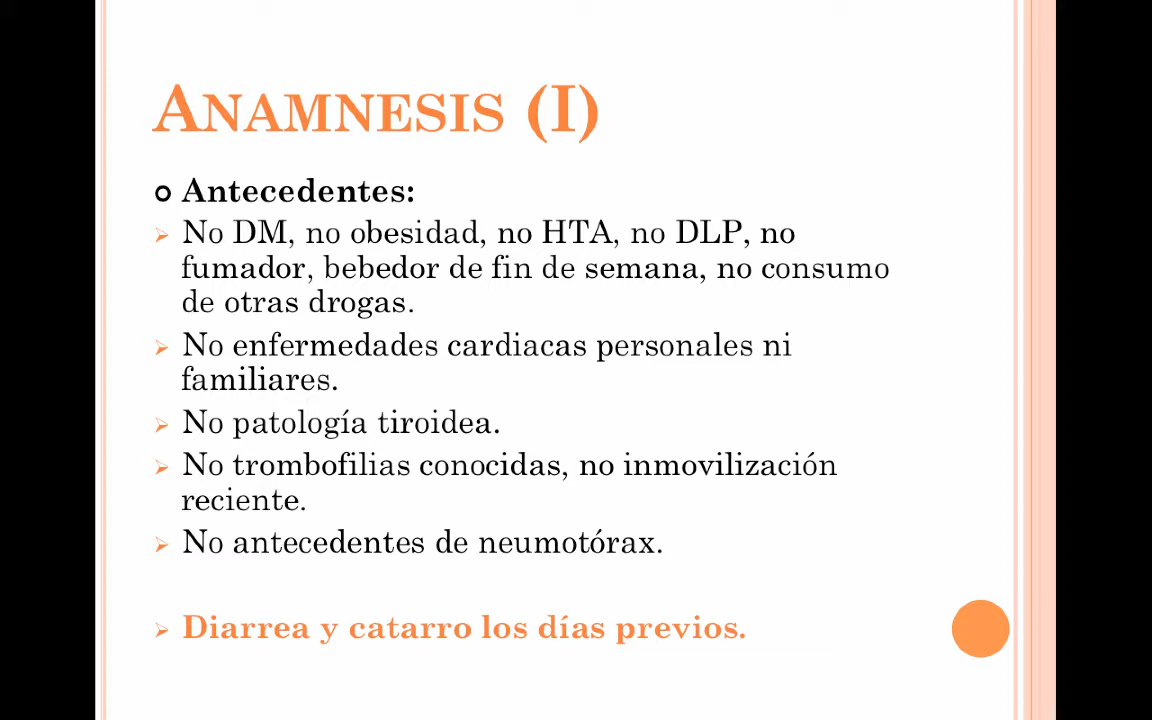 ANAMNESIS (I)
Antecedentes:
No DM, no obesidad, no HTA, no DLP, no
fumador, bebedor de fin de semana, no consumo
de otras drogas.
No enfermedades cardiacas personales ni
familiares.
No patología tiroidea.
No trombofilias conocidas, no inmovilización
reciente.
No antecedentes de neumotórax.
Diarrea y catarro los días previos.